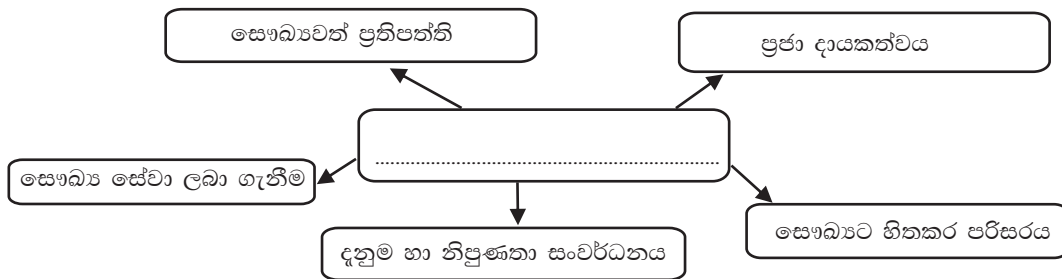 සෞඛ්‍යවත් ප්‍රතිපත්ති
ප්‍රජා දායකත්වය
............................................................
සෞඛ්‍ය සේවා ලබා ගැනීම
සෞඛ්‍යට හිතකර පරිසරය
දැනුම හා නිපුණතා සංවර්ධනය